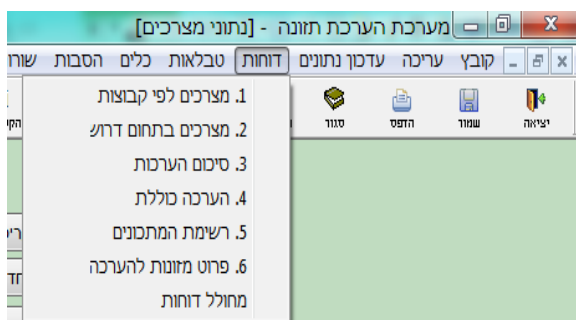 מערכת הערכת תזונה - [נתוני מצרכים]
קובץ עריכה עדכון נתונים דוחות טבלאות כלים הסבות
יציאה שמור הדפס סגור
1. מצרכים לפי קבוצות
2. מצרכים בתחום דרוש
3. סיכום הערכות
4. הערכה כוללת
5. רשימת המתכונים
6. פרוט מזונות להערכה
מחולל דוחות